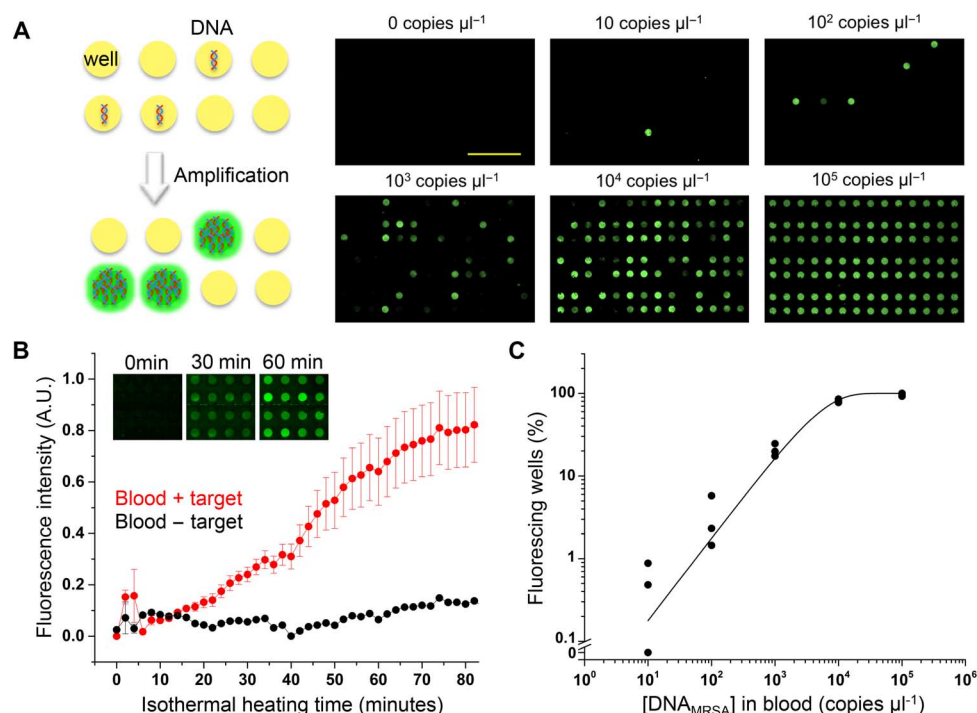 A
DNA
well
Amplification
0 copies µl⁻¹
10 copies µl⁻¹
10² copies µl⁻¹
10³ copies µl⁻¹
10⁴ copies µl⁻¹
10⁵ copies µl⁻¹
B
0min
30 min
60 min
Blood + target
Blood – target
Fluorescence intensity (A.U.)
1.0
0.8
0.6
0.4
0.2
0.0
0 10 20 30 40 50 60 70 80
Isothermal heating time (minutes)
C
Fluorescing wells (%)
100
10
1
0.1
0
10⁰ 10¹ 10² 10³ 10⁴ 10⁵ 10⁶
[DNA_MRSA] in blood (copies µl⁻¹)